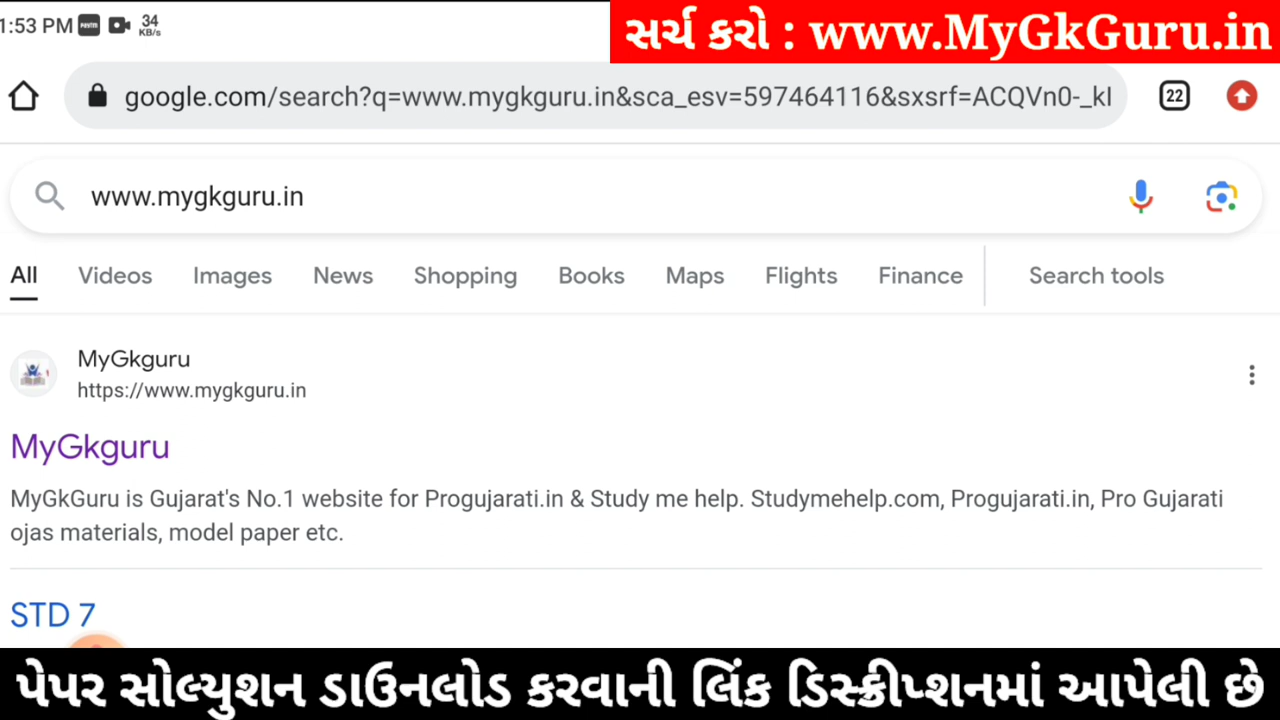 1:53 PM 34 KB/s
સર્ચ કરો : www.MyGkGuru.in
google.com/search?q=www.mygkguru.in&sca_esv=597464116&sxsrf=ACQVn0-_kI
22
www.mygkguru.in
All Videos Images News Shopping Books Maps Flights Finance Search tools
MyGkguru
https://www.mygkguru.in
MyGkguru
MyGkGuru is Gujarat's No.1 website for Progujarati.in & Study me help. Studymehelp.com, Progujarati.in, Pro Gujarati
ojas materials, model paper etc.
STD 7
પેપર સોલ્યુશન ડાઉનલોડ કરવાની લિંક ડિસ્ક્રીપ્શનમાં આપેલી છે